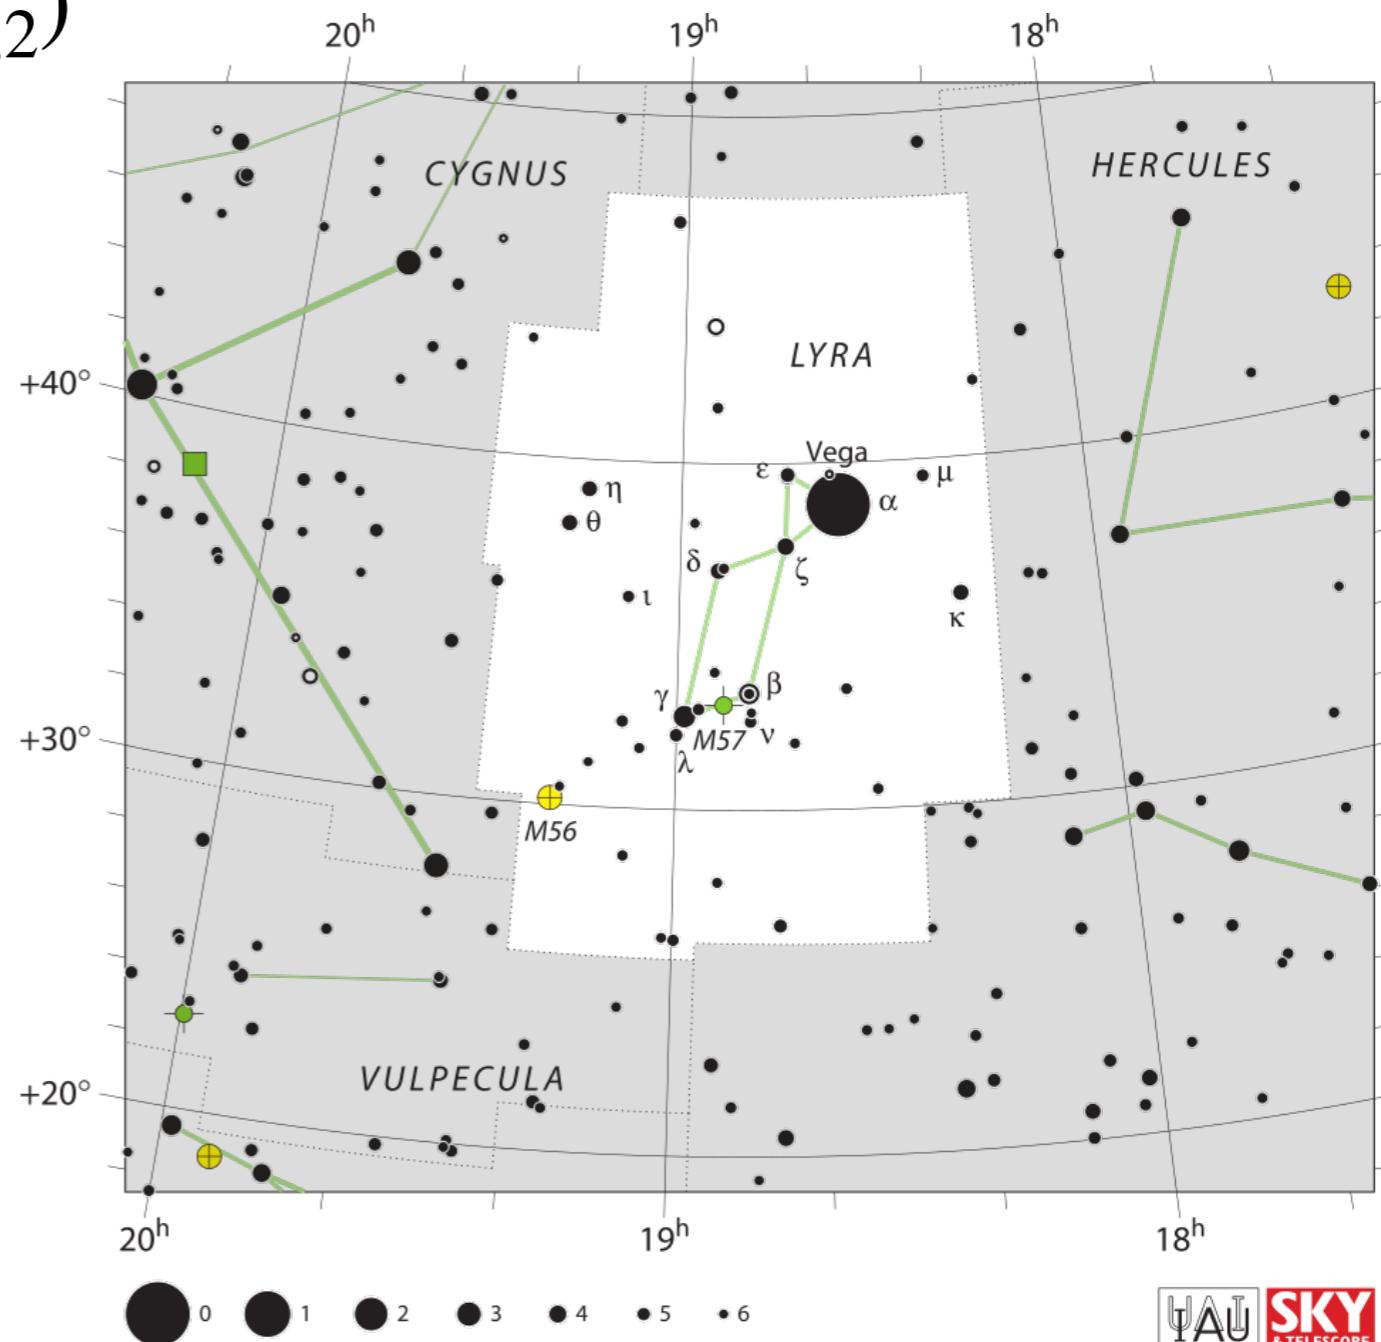 2)
20h 19h 18h
CYGNUS
HERCULES
LYRA
+40°
Vega
ε μ
α
η
θ
δ ζ
ι
κ
γ β
+30°
M57 ν
λ
M56
VULPECULA
+20°
20h 19h 18h
0 1 2 3 4 5 6
IAU SKY
& TELESCOPE